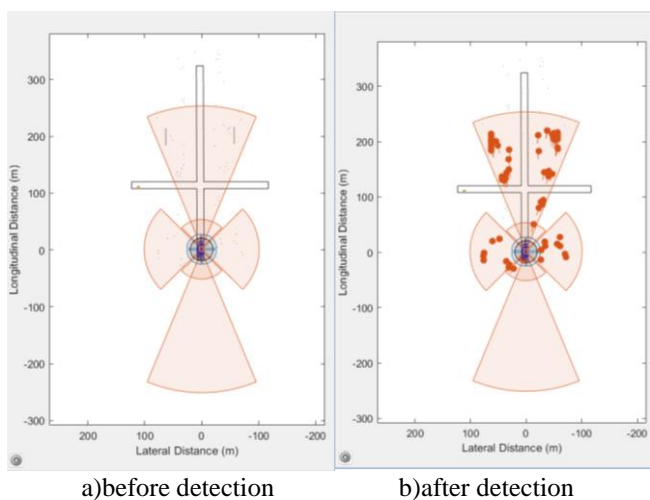 300
200
100
0
-100
-200
-300
Longitudinal Distance (m)
200 100 0 -100 -200
Lateral Distance (m)
300
200
100
0
-100
-200
-300
Longitudinal Distance (m)
200 100 0 -100 -200
Lateral Distance (m)
a)before detection
b)after detection